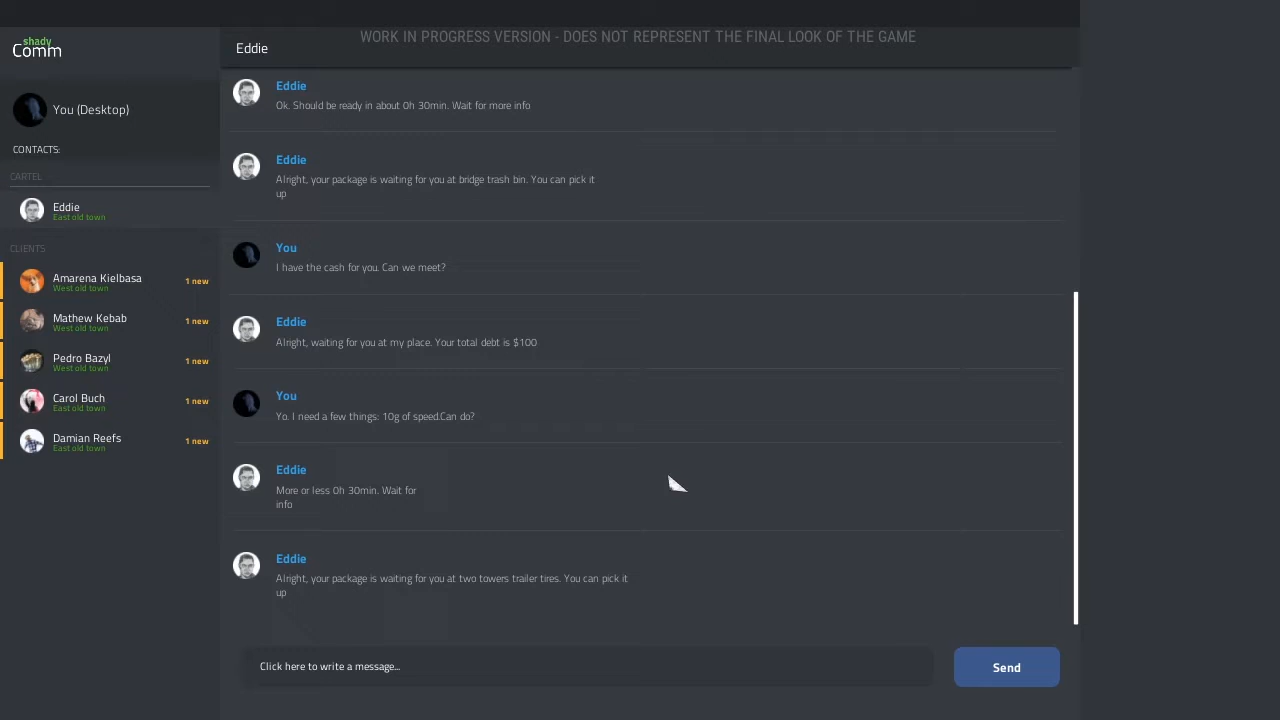 shady
Comm
Eddie
WORK IN PROGRESS VERSION - DOES NOT REPRESENT THE FINAL LOOK OF THE GAME
You (Desktop)
CONTACTS:
CARTEL
Eddie
East old town
CLIENTS
Amarena Kielbasa
West old town
1 new
Mathew Kebab
West old town
1 new
Pedro Bazyl
West old town
1 new
Carol Buch
East old town
1 new
Damian Reefs
East old town
1 new
Eddie
Ok. Should be ready in about 0h 30min. Wait for more info
Eddie
Alright, your package is waiting for you at bridge trash bin. You can pick it
up
You
I have the cash for you. Can we meet?
Eddie
Alright, waiting for you at my place. Your total debt is $100
You
Yo. I need a few things: 10g of speed.Can do?
Eddie
More or less 0h 30min. Wait for
info
Eddie
Alright, your package is waiting for you at two towers trailer tires. You can pick it
up
Click here to write a message...
Send